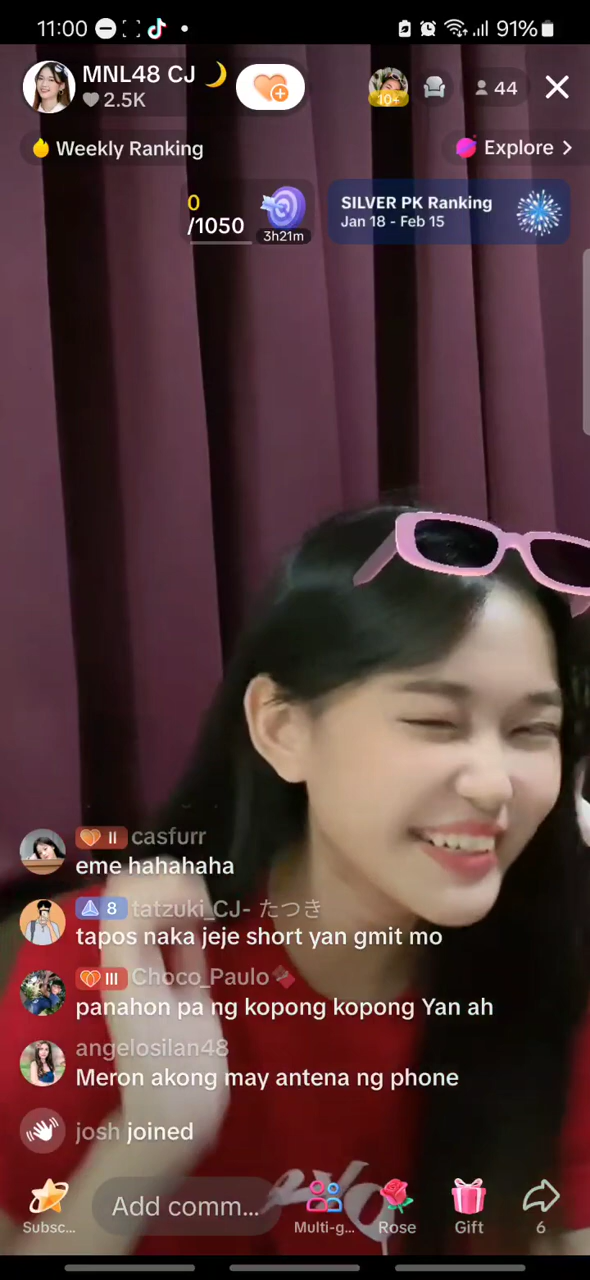 11:00
91%
MNL48 CJ 🌙
2.5K
10+
44
Weekly Ranking
Explore >
0
/1050
3h21m
SILVER PK Ranking
Jan 18 - Feb 15
II casfurr
eme hahahaha
8 tatzuki_CJ- たつき
tapos naka jeje short yan gmit mo
III Choco_Paulo🍫
panahon pa ng kopong kopong Yan ah
angelosilan48
Meron akong may antena ng phone
josh joined
Add comm...
Subsc...
Multi-g...
Rose
Gift
6